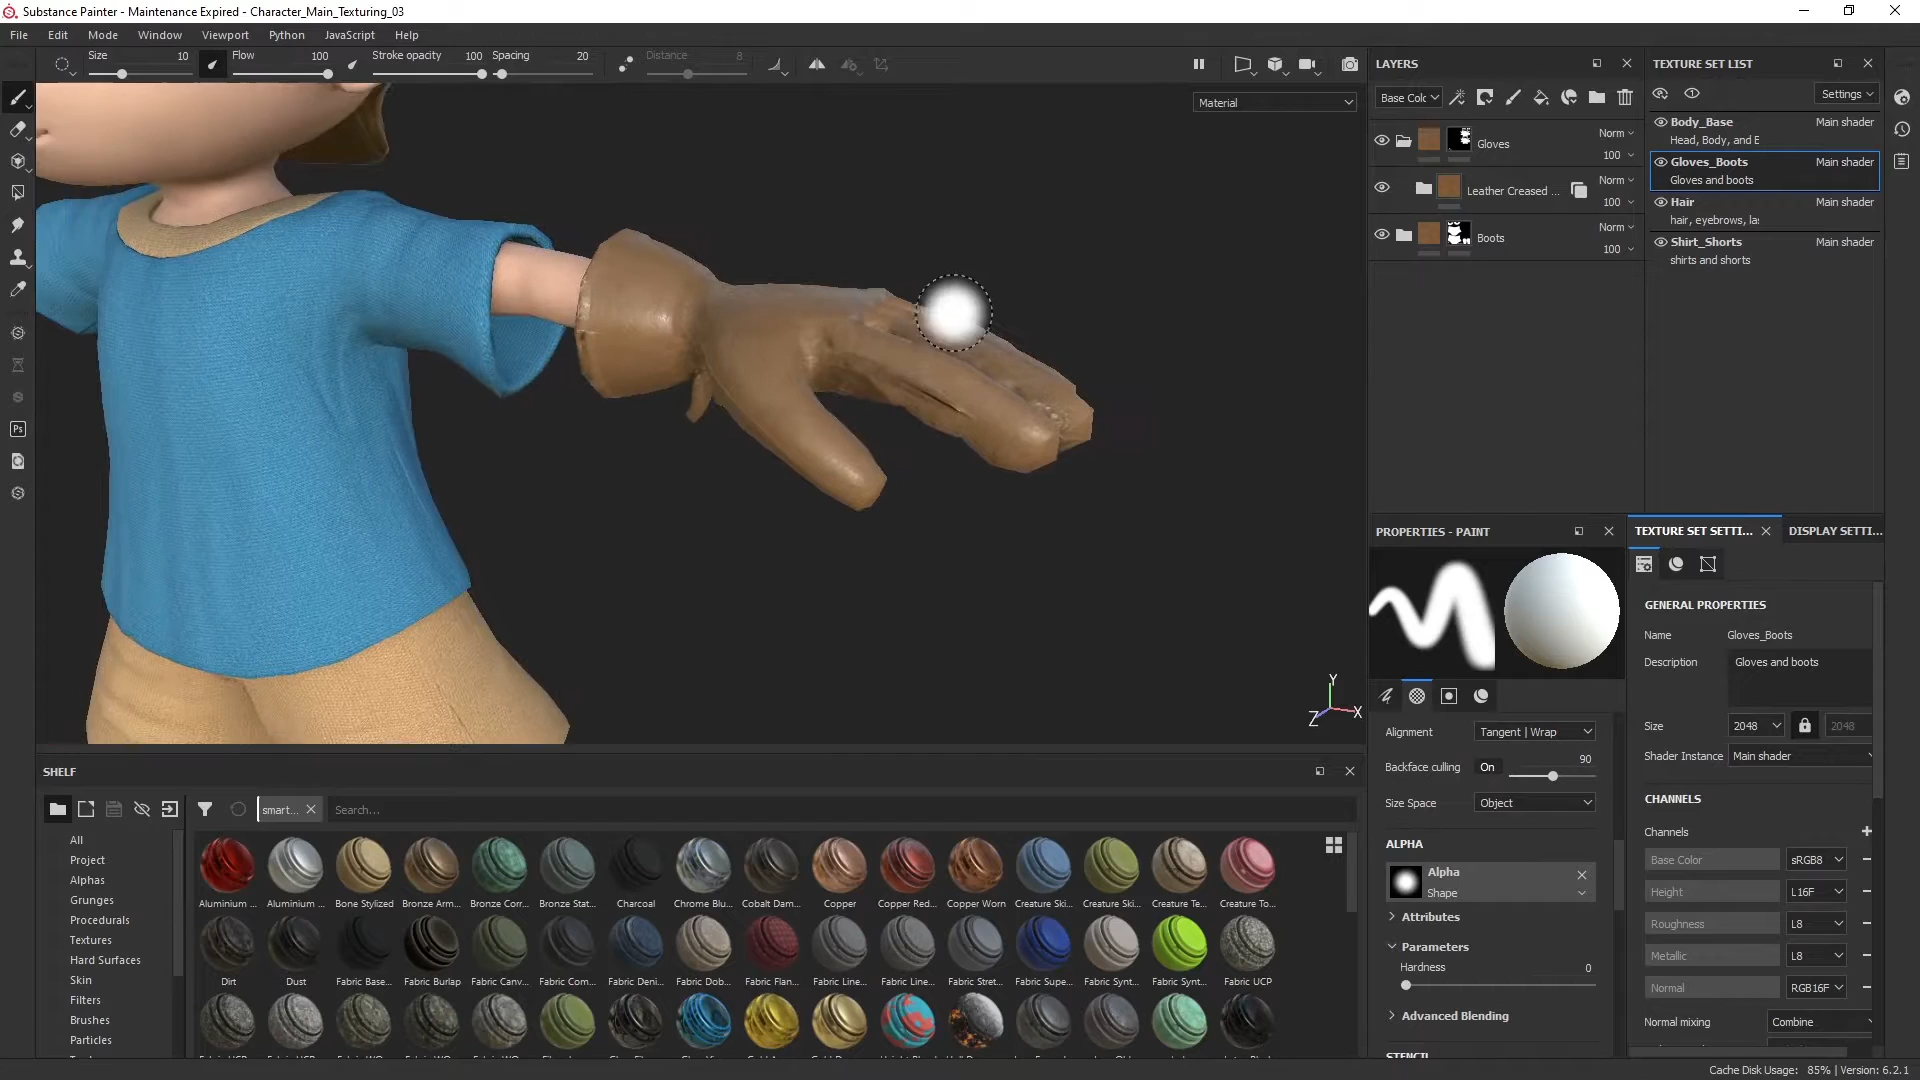 Substance Painter - Maintenance Expired - Character_Main_Texturing_03
File Edit Mode Window Viewport Python JavaScript Help
Size 10 Flow 100 Stroke opacity 100 Spacing 20 Distance 8
Material
Y
Z X
LAYERS
Base Colc
Gloves Norm 100
Leather Creased ... Norm 100
Boots Norm 100
TEXTURE SET LIST
Settings
Body_Base Main shader
Head, Body, and E
Gloves_Boots Main shader
Gloves and boots
Hair Main shader
hair, eyebrows, la:
Shirt_Shorts Main shader
shirts and shorts
PROPERTIES - PAINT
Alignment Tangent | Wrap
Backface culling On 90
Size Space Object
ALPHA
Alpha
Shape
Attributes
Parameters
Hardness 0
Advanced Blending
STENCIL
TEXTURE SET SETTI... DISPLAY SETTI...
GENERAL PROPERTIES
Name Gloves_Boots
Description Gloves and boots
Size 2048 2048
Shader Instance Main shader
CHANNELS
Channels
Base Color sRGB8
Height L16F
Roughness L8
Metallic L8
Normal RGB16F
Normal mixing Combine
SHELF
smart... Search...
All
Project
Alphas
Grunges
Procedurals
Textures
Hard Surfaces
Skin
Filters
Brushes
Particles
Aluminium ... Aluminium ... Bone Stylized Bronze Arm... Bronze Corr... Bronze Stat... Charcoal Chrome Blu... Cobalt Dam... Copper Copper Red... Copper Worn Creature Ski... Creature Ski... Creature Te... Creature To...
Dirt Dust Fabric Base... Fabric Burlap Fabric Canv... Fabric Com... Fabric Deni... Fabric Dob... Fabric Flan... Fabric Line... Fabric Line... Fabric Stret... Fabric Supe... Fabric Synt... Fabric Synt... Fabric UCP
Ps
Cache Disk Usage: 85% | Version: 6.2.1